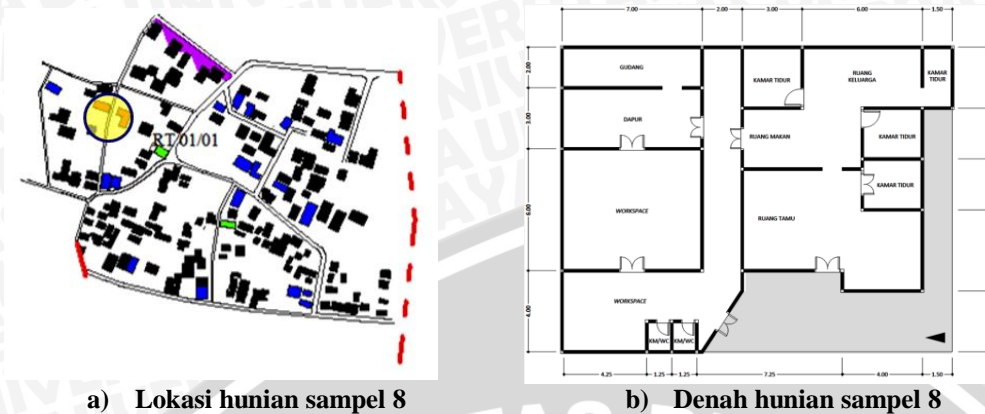 RT 01/01
a) Lokasi hunian sampel 8
7.00 2.00 3.00 6.00 1.50
2.00
3.00
6.00
4.00
GUDANG
DAPUR
WORKSPACE
WORKSPACE
KM/WC
KM/WC
KAMAR TIDUR
RUANG
KELUARGA
KAMAR
TIDUR
RUANG MAKAN
KAMAR TIDUR
KAMAR TIDUR
RUANG TAMU
4.25 1.25 1.25 7.25 4.00 1.50
b) Denah hunian sampel 8